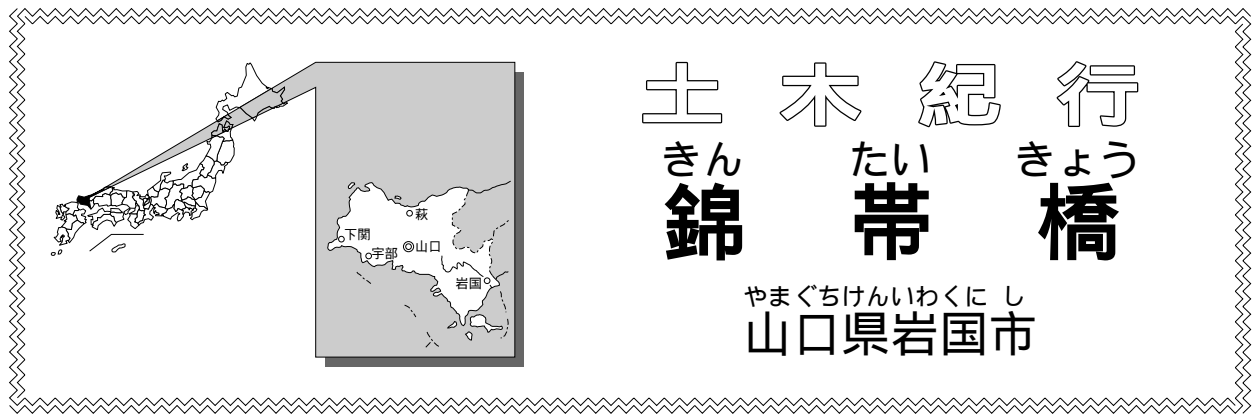 萩
下関
宇部
山口
岩国
土木紀行
きん たい きょう
錦帯橋
やまぐちけんいわくに し
山口県岩国市